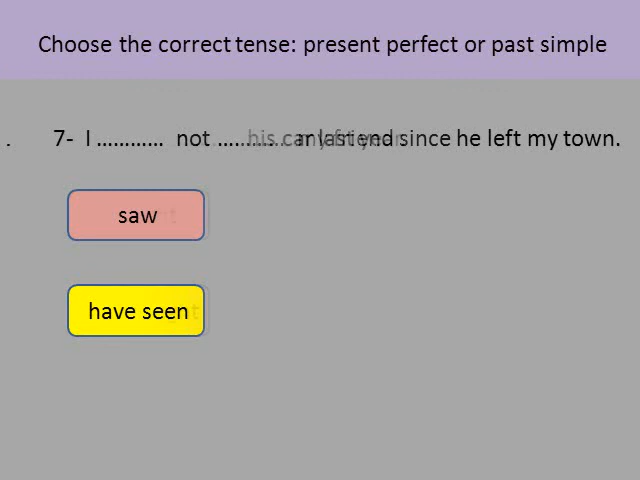 Choose the correct tense: present perfect or past simple
. 7- I ………… not ………… since he left my town.
saw
have seen